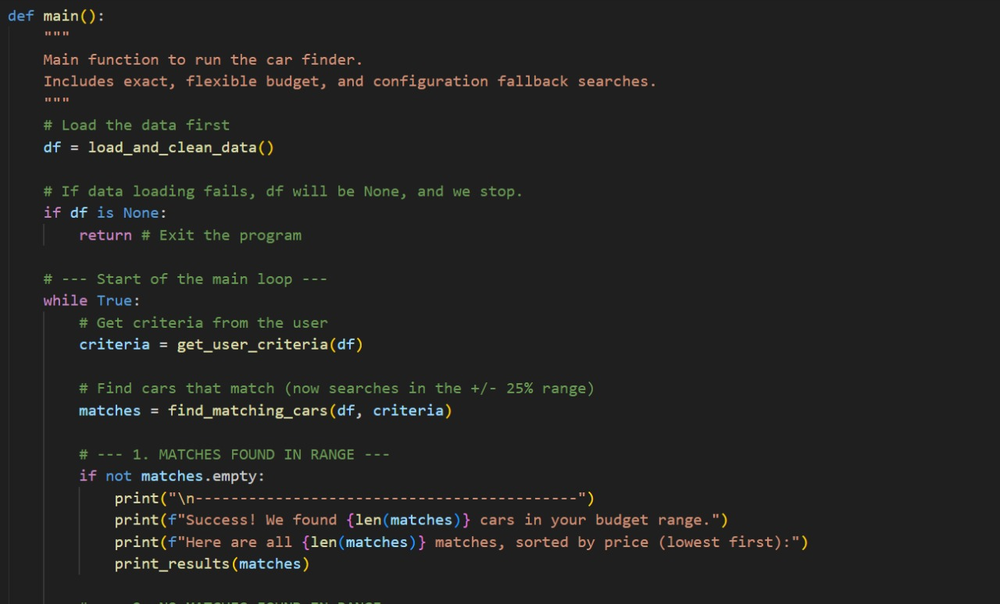 def main():
    """
    Main function to run the car finder.
    Includes exact, flexible budget, and configuration fallback searches.
    """
    # Load the data first
    df = load_and_clean_data()
    # If data loading fails, df will be None, and we stop.
    if df is None:
        return # Exit the program
    # --- Start of the main loop ---
    while True:
        # Get criteria from the user
        criteria = get_user_criteria(df)
        # Find cars that match (now searches in the +/- 25% range)
        matches = find_matching_cars(df, criteria)
        # --- 1. MATCHES FOUND IN RANGE ---
        if not matches.empty:
            print("\n-------------------------------------------")
            print(f"Success! We found {len(matches)} cars in your budget range.")
            print(f"Here are all {len(matches)} matches, sorted by price (lowest first):")
            print_results(matches)